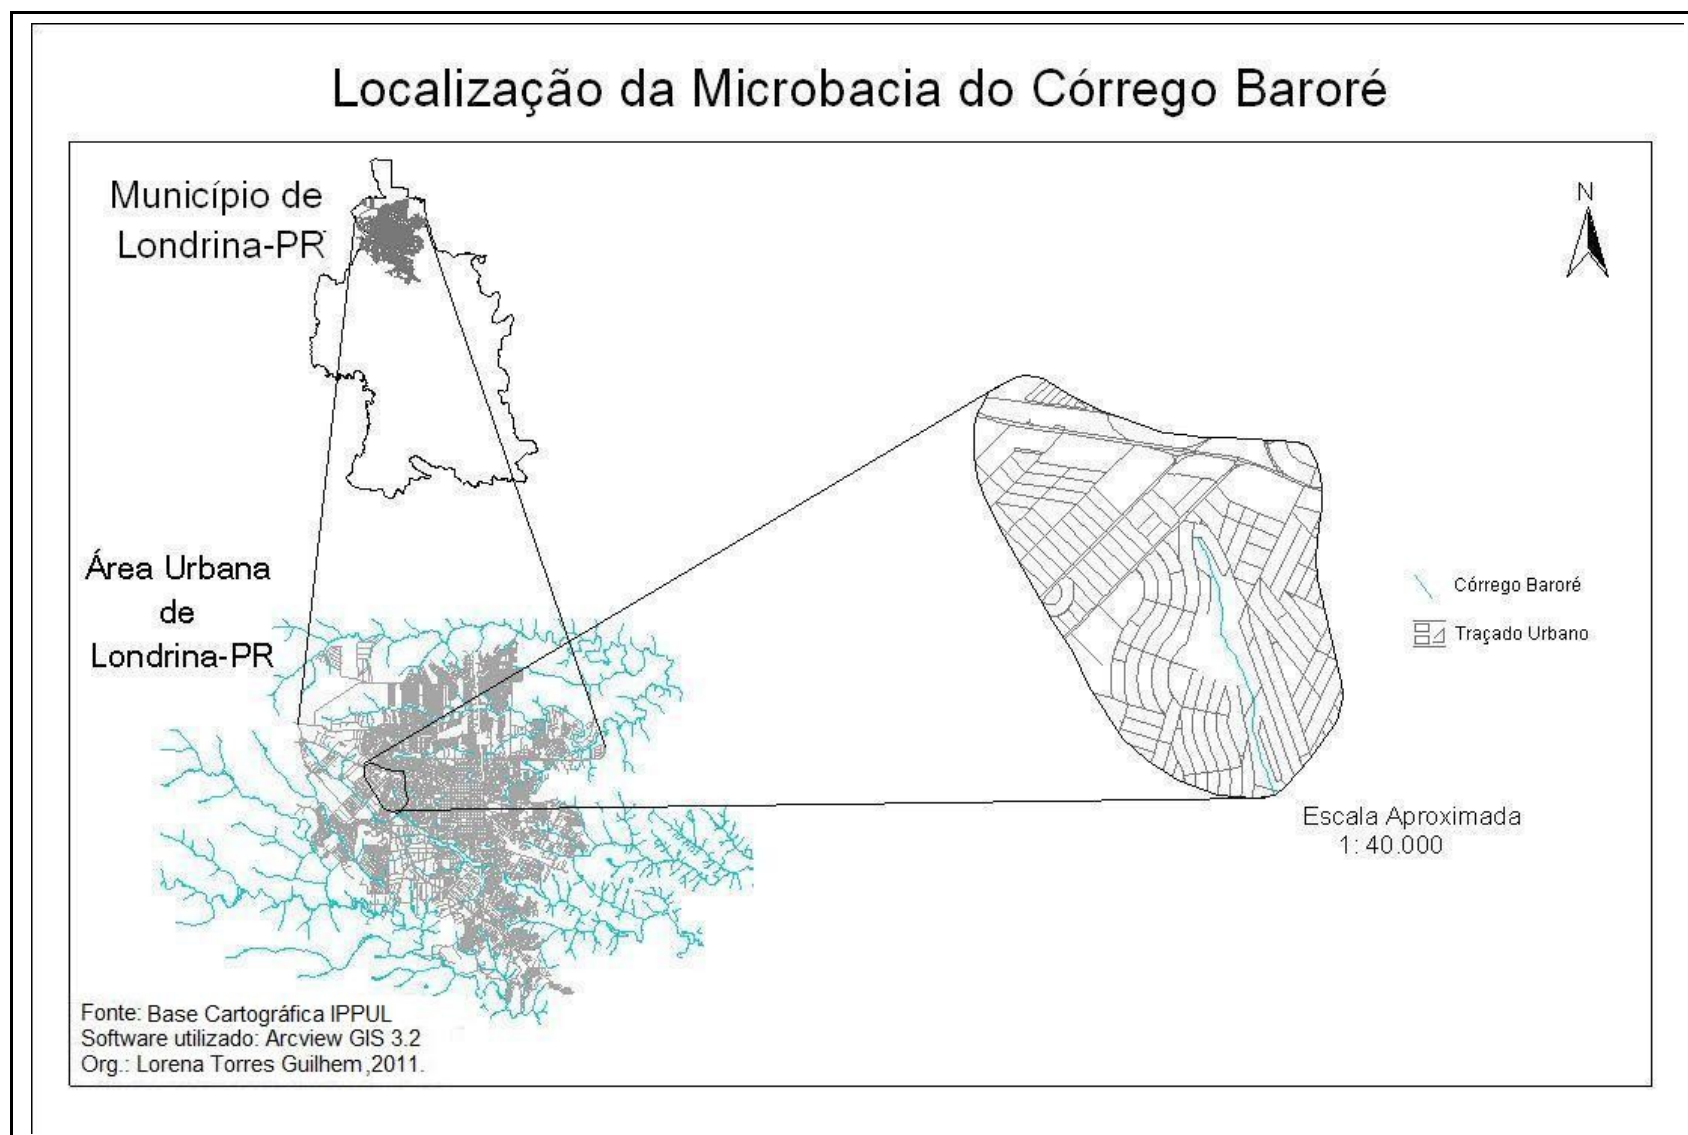 Localização da Microbacia do Córrego Baroré
Município de
Londrina-PR
N
Área Urbana
de
Londrina-PR
Córrego Baroré
Traçado Urbano
Escala Aproximada
1: 40.000
Fonte: Base Cartográfica IPPUL
Software utilizado: Arcview GIS 3.2
Org.: Lorena Torres Guilhem,2011.